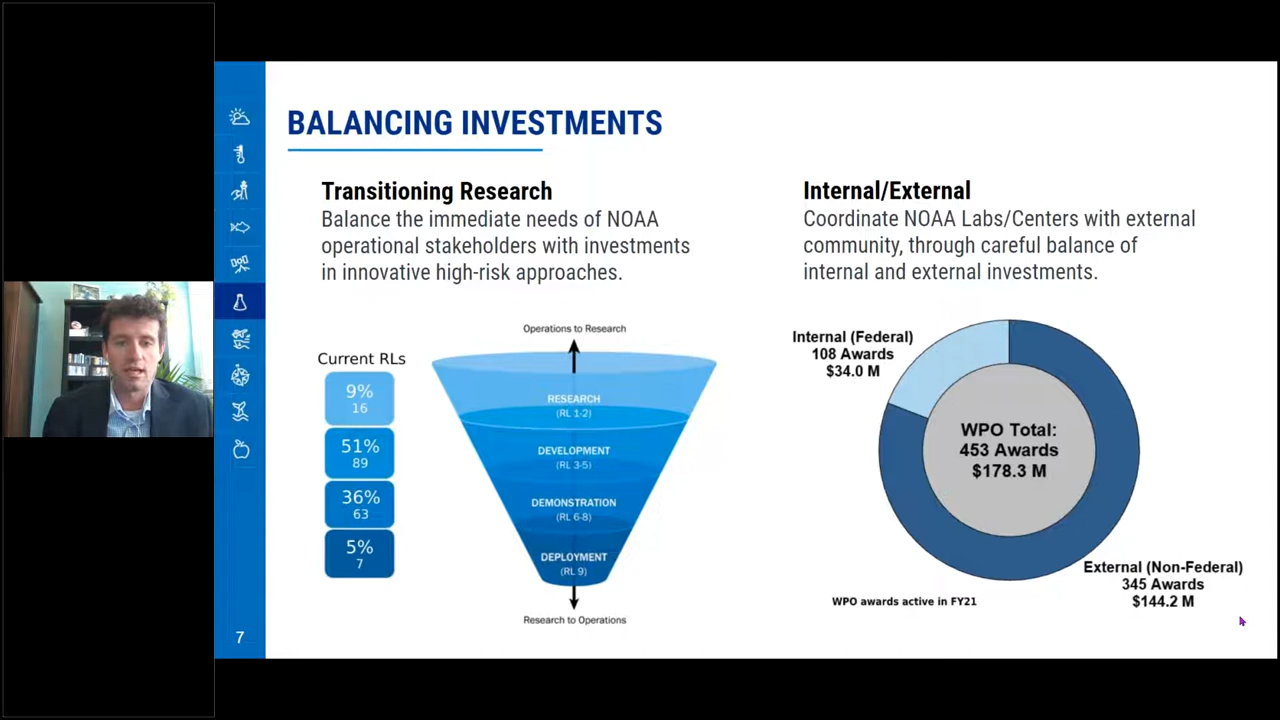 BALANCING INVESTMENTS
Transitioning Research
Balance the immediate needs of NOAA
operational stakeholders with investments
in innovative high-risk approaches.
Operations to Research
Current RLs
9%
16
51%
89
36%
63
5%
7
RESEARCH
(RL 1-2)
DEVELOPMENT
(RL 3-5)
DEMONSTRATION
(RL 6-8)
DEPLOYMENT
(RL 9)
Research to Operations
Internal/External
Coordinate NOAA Labs/Centers with external
community, through careful balance of
internal and external investments.
Internal (Federal)
108 Awards
$34.0 M
WPO Total:
453 Awards
$178.3 M
External (Non-Federal)
345 Awards
$144.2 M
WPO awards active in FY21
7